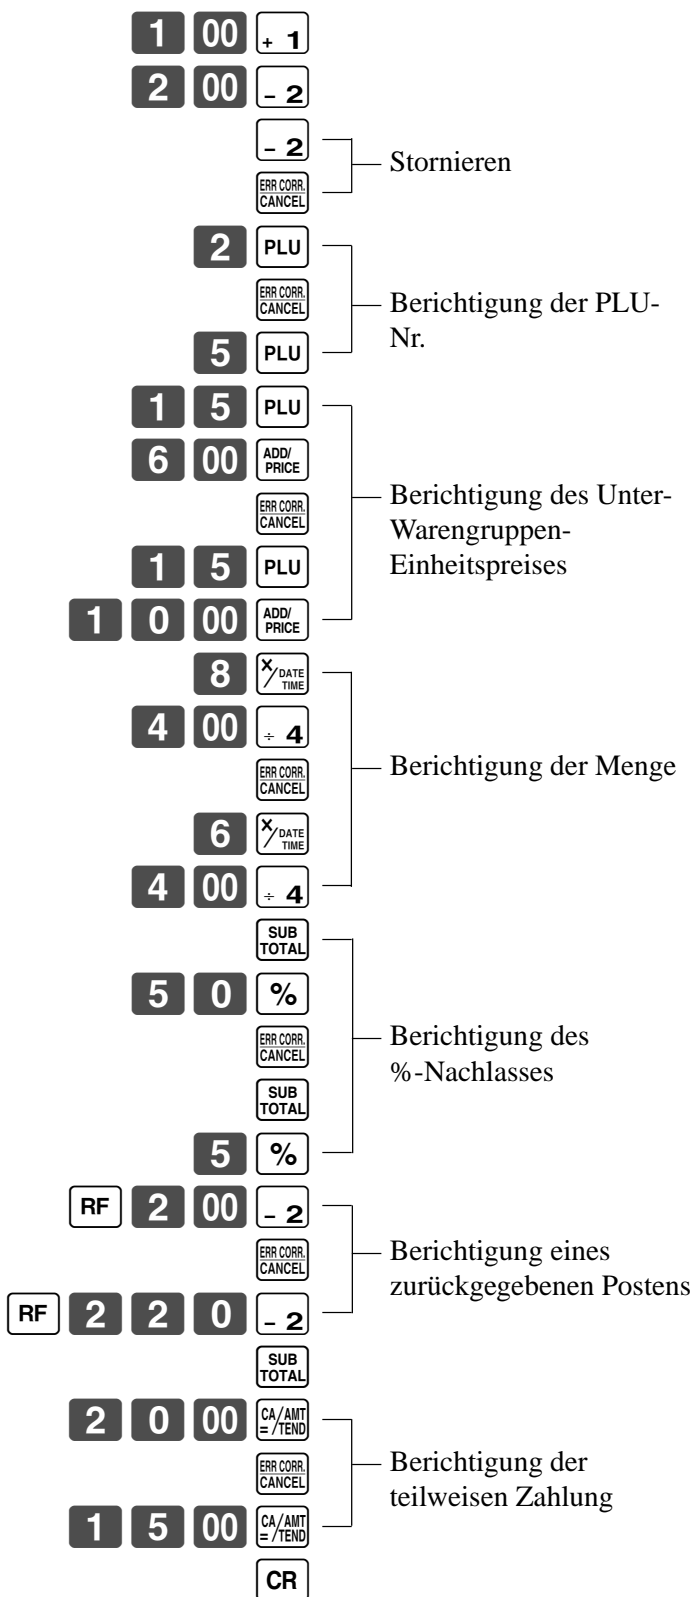 1 00 + 1
2 00 - 2
- 2
Stornieren
ERR CORR. CANCEL
2 PLU
ERR CORR. CANCEL
Berichtigung der PLU-
Nr.
5 PLU
1 5 PLU
6 00 ADD/ PRICE
ERR CORR. CANCEL
Berichtigung des Unter-
Warengruppen-
Einheitspreises
1 5 PLU
1 0 00 ADD/ PRICE
8 X/DATE TIME
4 00 ÷ 4
ERR CORR. CANCEL
Berichtigung der Menge
6 X/DATE TIME
4 00 ÷ 4
SUB TOTAL
5 0 %
ERR CORR. CANCEL
Berichtigung des
%-Nachlasses
SUB TOTAL
5 %
RF 2 00 - 2
ERR CORR. CANCEL
Berichtigung eines
zurückgegebenen Postens
RF 2 2 0 - 2
SUB TOTAL
2 0 00 CA/AMT =/TEND
ERR CORR. CANCEL
Berichtigung der
teilweisen Zahlung
1 5 00 CA/AMT =/TEND
CR